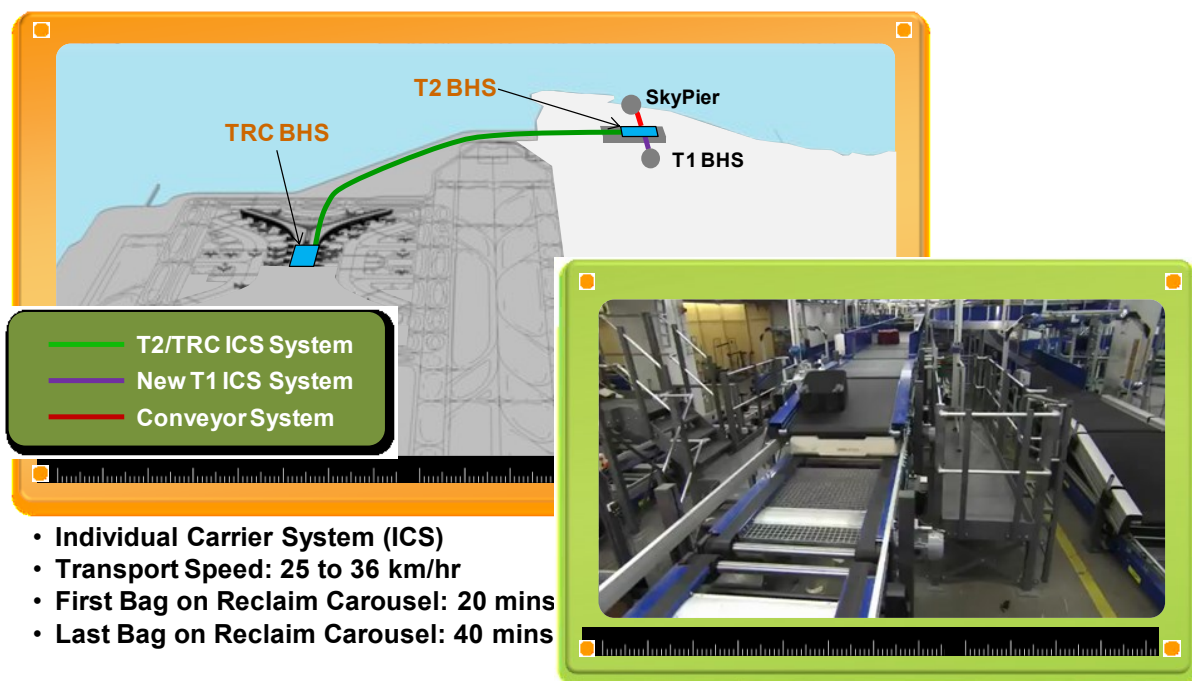 T2 BHS
SkyPier
TRC BHS
T1 BHS
T2/TRC ICS System
New T1 ICS System
Conveyor System
• Individual Carrier System (ICS)
• Transport Speed: 25 to 36 km/hr
• First Bag on Reclaim Carousel: 20 mins
• Last Bag on Reclaim Carousel: 40 mins